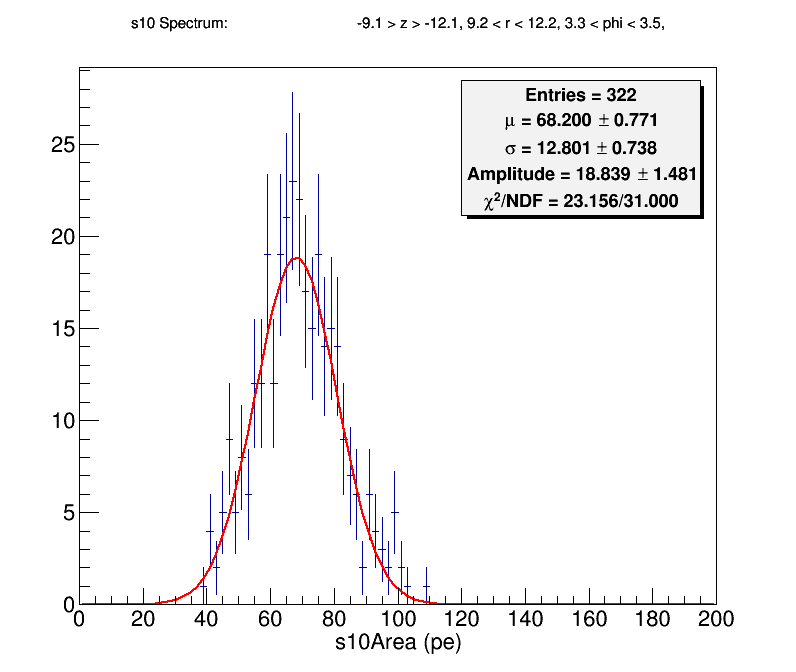 s10 Spectrum: -9.1 > z > -12.1, 9.2 < r < 12.2, 3.3 < phi < 3.5,
Entries = 322
μ = 68.200 ± 0.771
σ = 12.801 ± 0.738
Amplitude = 18.839 ± 1.481
χ²/NDF = 23.156/31.000
25
20
15
10
5
0
0 20 40 60 80 100 120 140 160 180 200
s10Area (pe)